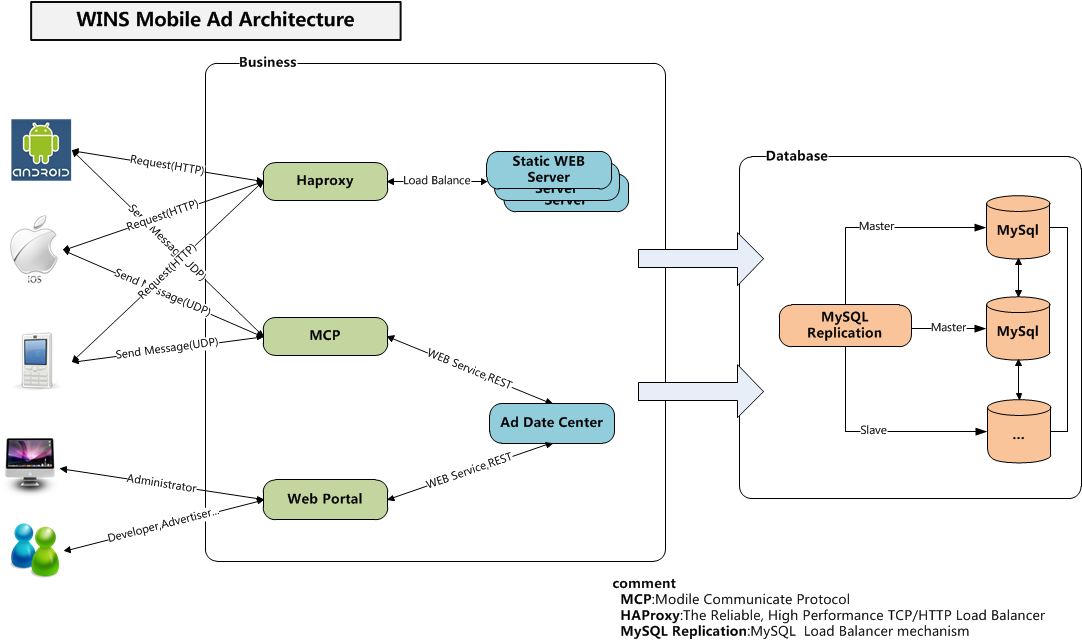 WINS Mobile Ad Architecture
Business
ANDROID
Request(HTTP)
Haproxy
Load Balance
Static WEB
Server
Server
Server
Send Message(UDP)
Request(HTTP)
Request(HTTP)
iOS
Send Message(UDP)
MCP
Send Message(UDP)
WEB Service,REST
Ad Date Center
WEB Service,REST
Administrator
Web Portal
Developer,Advertiser...
Database
Master
MySql
MySQL
Replication
Master
MySql
Slave
...
comment
MCP:Modile Communicate Protocol
HAProxy:The Reliable, High Performance TCP/HTTP Load Balancer
MySQL Replication:MySQL Load Balancer mechanism